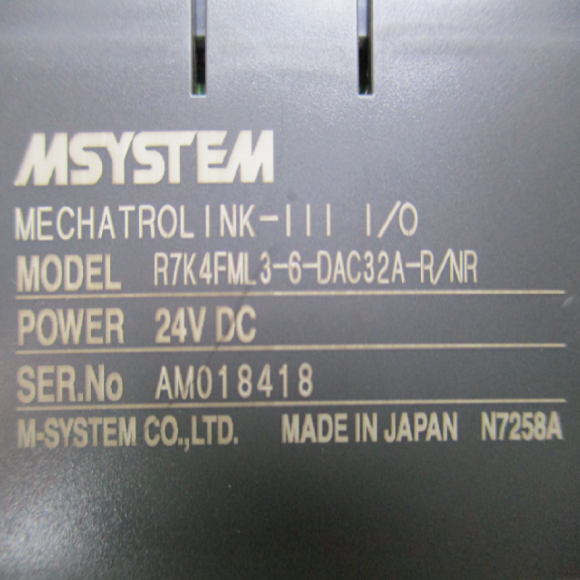 MSYSTEM
MECHATROLINK-III I/O
MODEL R7K4FML3-6-DAC32A-R/NR
POWER 24V DC
SER.No AM018418
M-SYSTEM CO.,LTD. MADE IN JAPAN N7258A